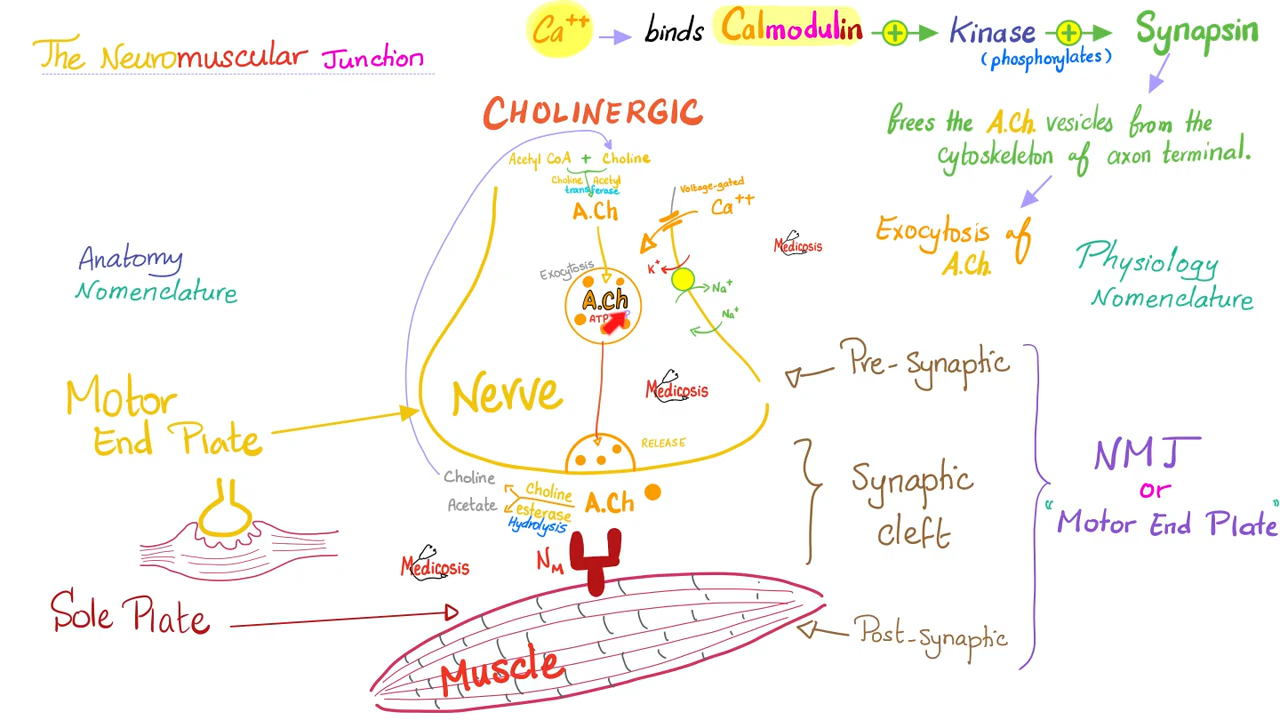 The Neuromuscular Junction
Ca++ binds Calmodulin + Kinase + Synapsin
(phosphorylates)
frees the A.Ch. vesicles from the
cytoskeleton of axon terminal.
Exocytosis of
A.Ch.
CHOLINERGIC
Acetyl CoA + Choline
Choline Acetyl
transferase
A.Ch
Voltage-gated
Ca++
Medicosis
K+
Na+
Na+
Exocytosis
A.Ch
ATP
Anatomy
Nomenclature
Physiology
Nomenclature
Motor
End Plate
Nerve
Medicosis
RELEASE
Pre-Synaptic
Choline
Acetate
Choline
esterase
Hydrolysis
A.Ch
Synaptic
cleft
NMJ
or
"Motor End Plate"
Medicosis
NM
Sole Plate
Muscle
Post-Synaptic